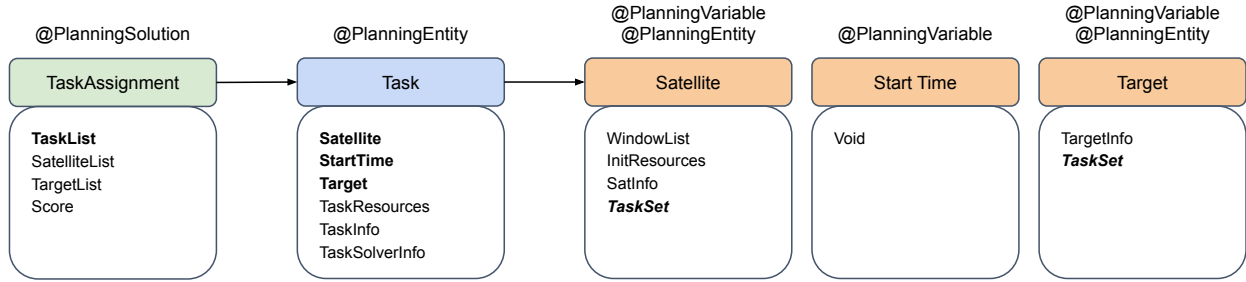 @PlanningSolution
TaskAssignment
TaskList
SatelliteList
TargetList
Score
@PlanningEntity
Task
Satellite
StartTime
Target
TaskResources
TaskInfo
TaskSolverInfo
@PlanningVariable
@PlanningEntity
Satellite
WindowList
InitResources
SatInfo
TaskSet
@PlanningVariable
Start Time
Void
@PlanningVariable
@PlanningEntity
Target
TargetInfo
TaskSet